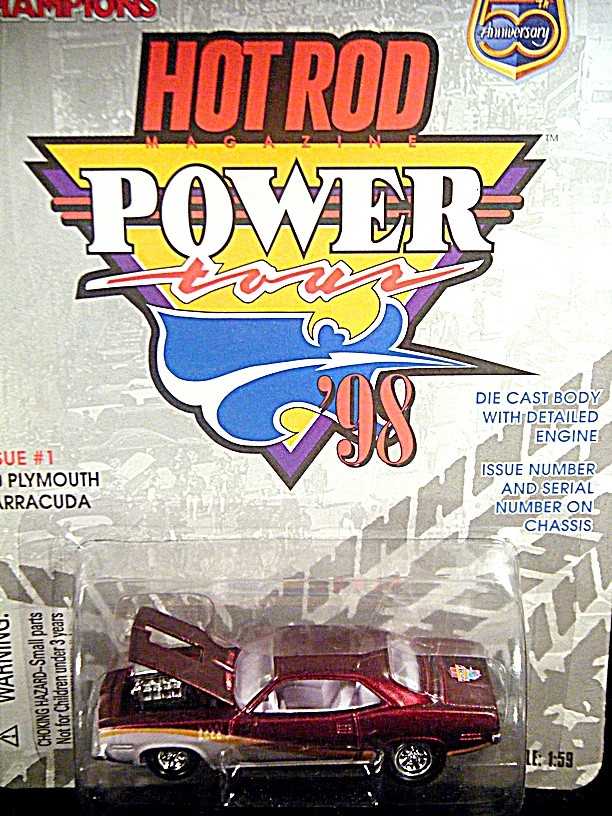 HAMPIONS
50th
Anniversary
HOT ROD
MAGAZINE
POWER
TM
tour
'98
DIE CAST BODY
WITH DETAILED
ENGINE
ISSUE NUMBER
AND SERIAL
NUMBER ON
CHASSIS
SUE #1
PLYMOUTH
ARRACUDA
WARNING:
CHOKING HAZARD-Small parts
Not for Children under 3 years
LE: 1:59